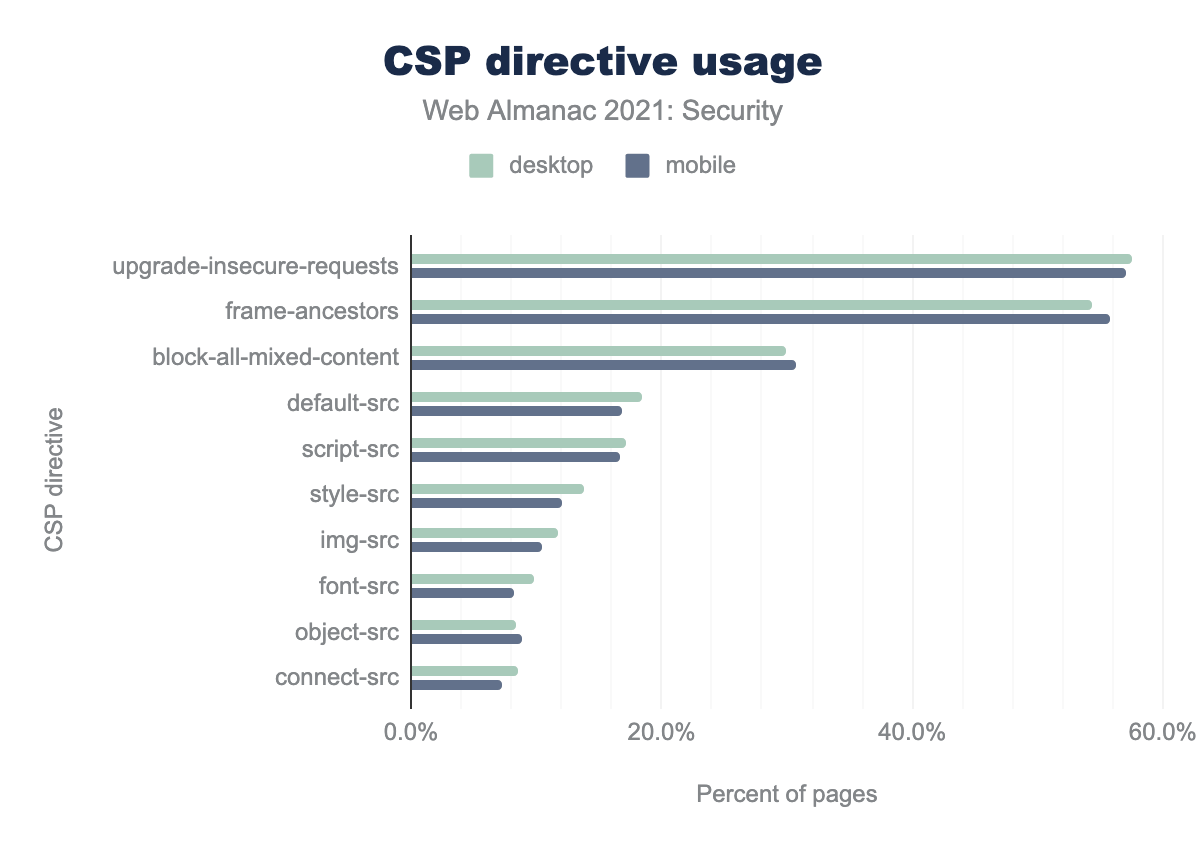 CSP directive usage
Web Almanac 2021: Security
desktop
mobile
CSP directive
upgrade-insecure-requests
frame-ancestors
block-all-mixed-content
default-src
script-src
style-src
img-src
font-src
object-src
connect-src
0.0%
20.0%
40.0%
60.0%
Percent of pages